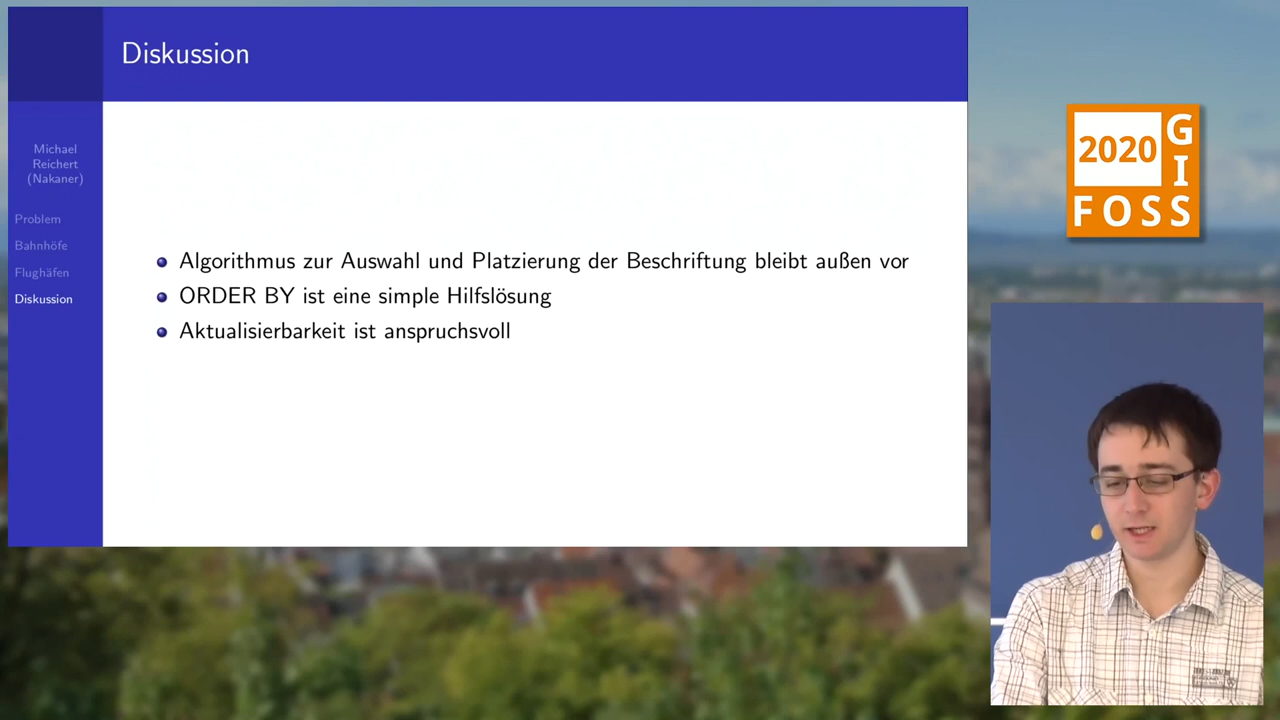 Diskussion
Michael
Reichert
(Nakaner)
Problem
Bahnhöfe
Flughäfen
Diskussion
Algorithmus zur Auswahl und Platzierung der Beschriftung bleibt außen vor
ORDER BY ist eine simple Hilfslösung
Aktualisierbarkeit ist anspruchsvoll
2020
G
I
FOSS